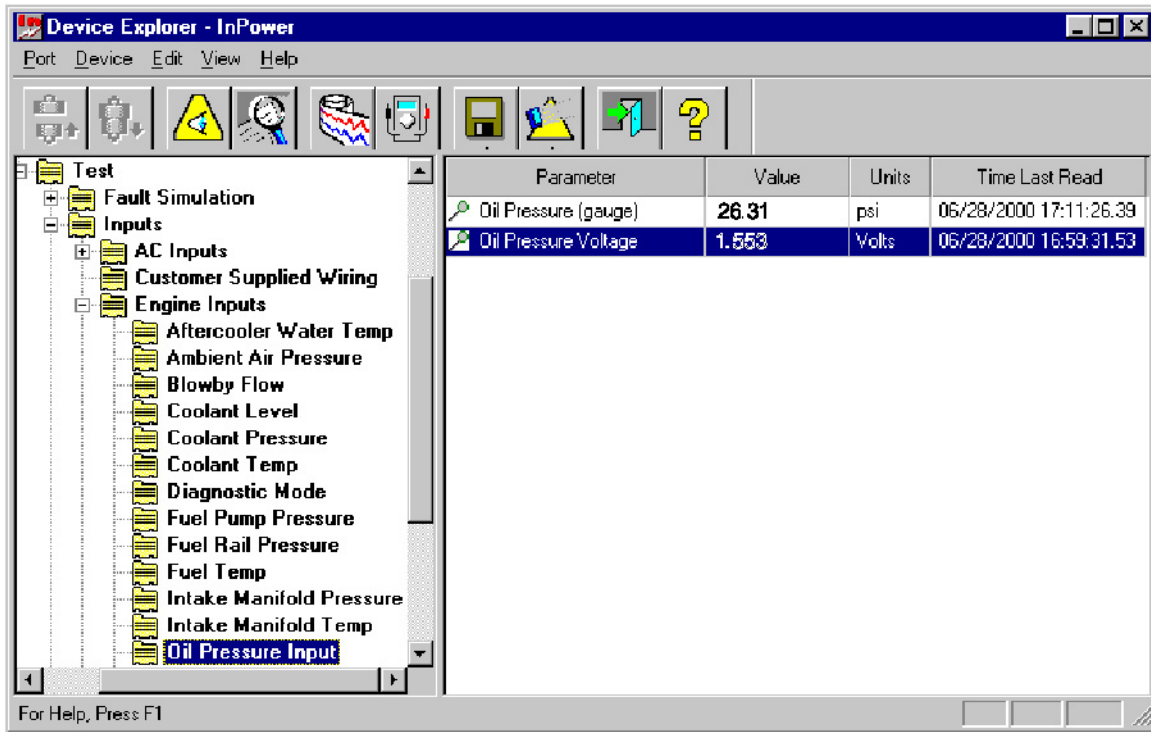 Device Explorer - InPower
Port Device Edit View Help
Test
Fault Simulation
Inputs
AC Inputs
Customer Supplied Wiring
Engine Inputs
Aftercooler Water Temp
Ambient Air Pressure
Blowby Flow
Coolant Level
Coolant Pressure
Coolant Temp
Diagnostic Mode
Fuel Pump Pressure
Fuel Rail Pressure
Fuel Temp
Intake Manifold Pressure
Intake Manifold Temp
Oil Pressure Input
Parameter Value Units Time Last Read
Oil Pressure (gauge) 26.31 psi 06/28/2000 17:11:26.39
Oil Pressure Voltage 1.553 Volts 06/28/2000 16:59:31.53
For Help, Press F1